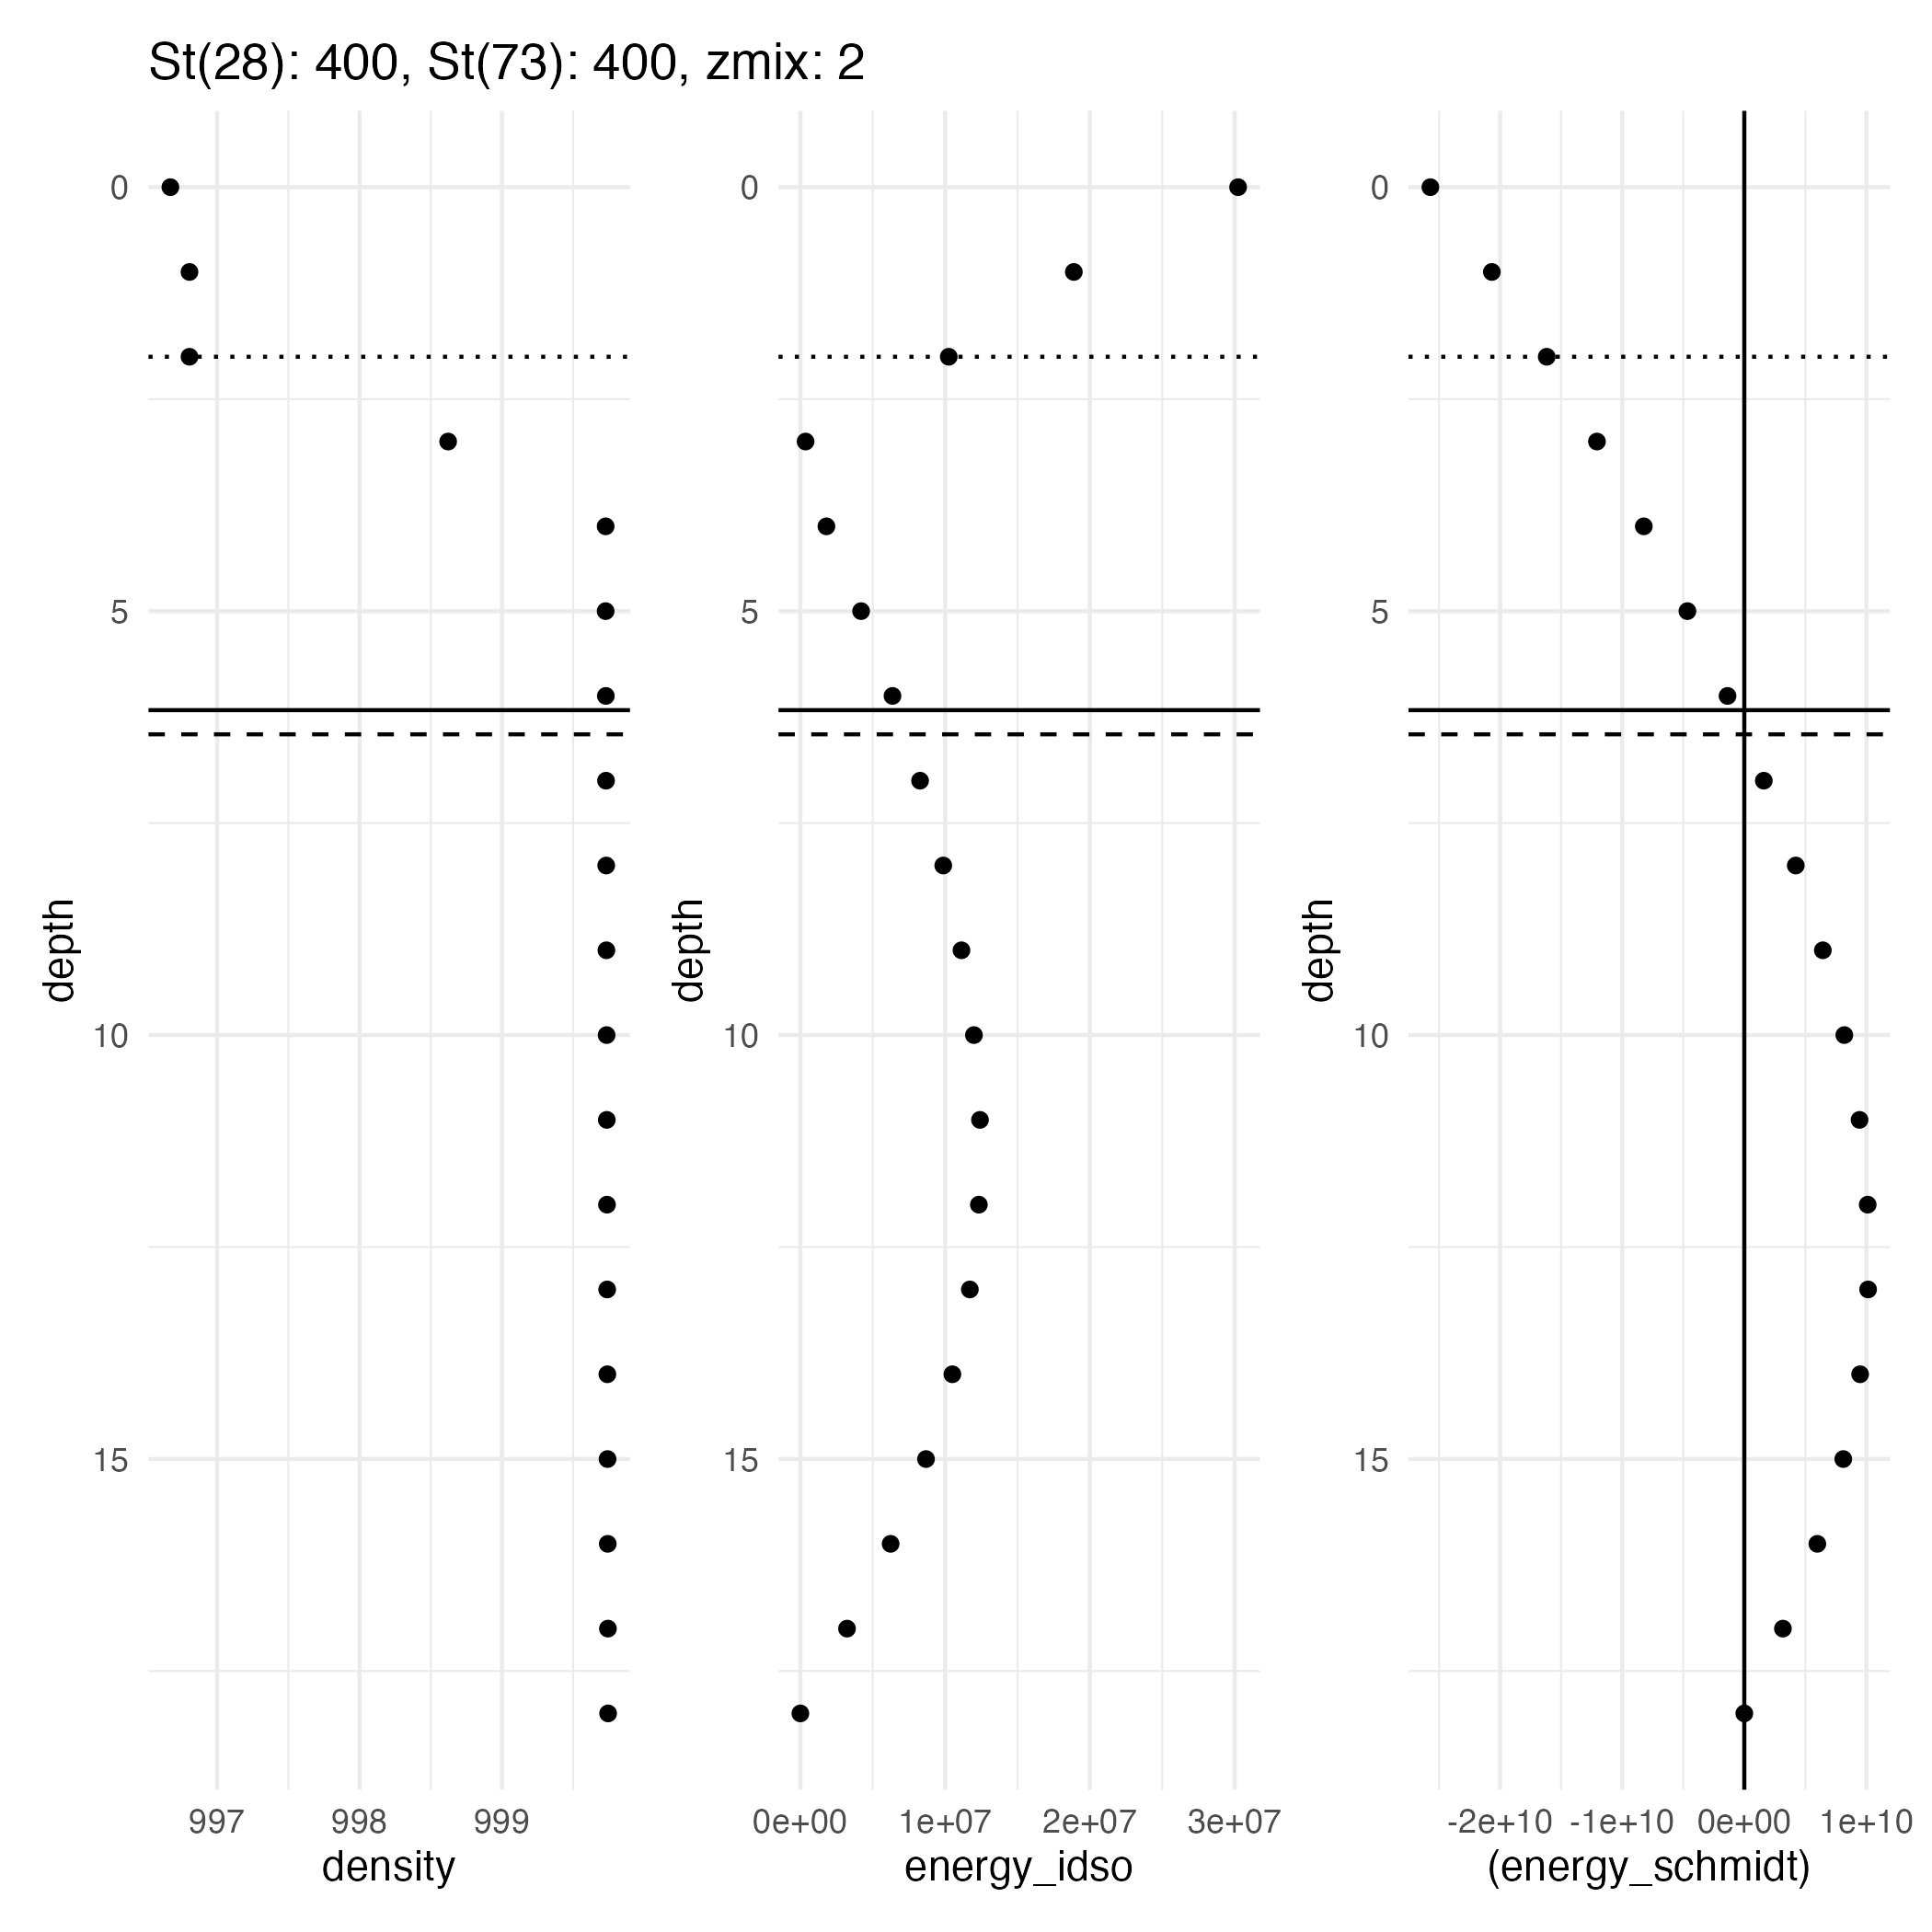 St(28): 400, St(73): 400, zmix: 2
0
5
10
15
depth
997 998 999
density
0
5
10
15
depth
0e+00 1e+07 2e+07 3e+07
energy_idso
0
5
10
15
depth
-2e+10 -1e+10 0e+00 1e+10
(energy_schmidt)